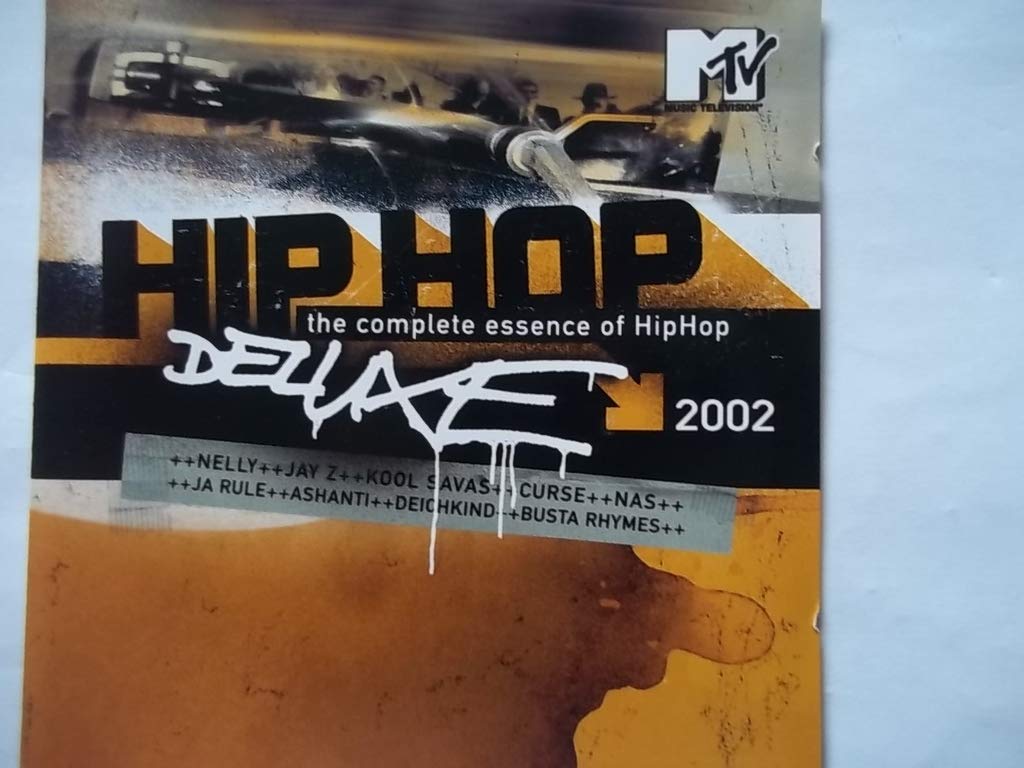 MTV
MUSIC TELEVISION®
HIP HOP
the complete essence of HipHop
DELUXE
2002
++NELLY++JAY Z++KOOL SAVAS++CURSE++NAS++
++JA RULE++ASHANTI++DEICHKIND++BUSTA RHYMES++